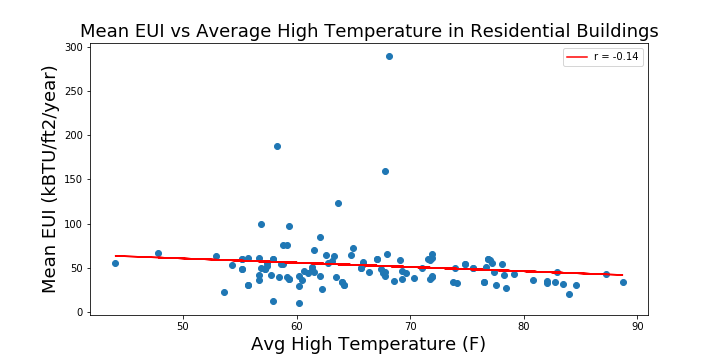 Mean EUI vs Average High Temperature in Residential Buildings
r = -0.14
Mean EUI (kBTU/ft2/year)
300
250
200
150
100
50
0
50 60 70 80 90
Avg High Temperature (F)